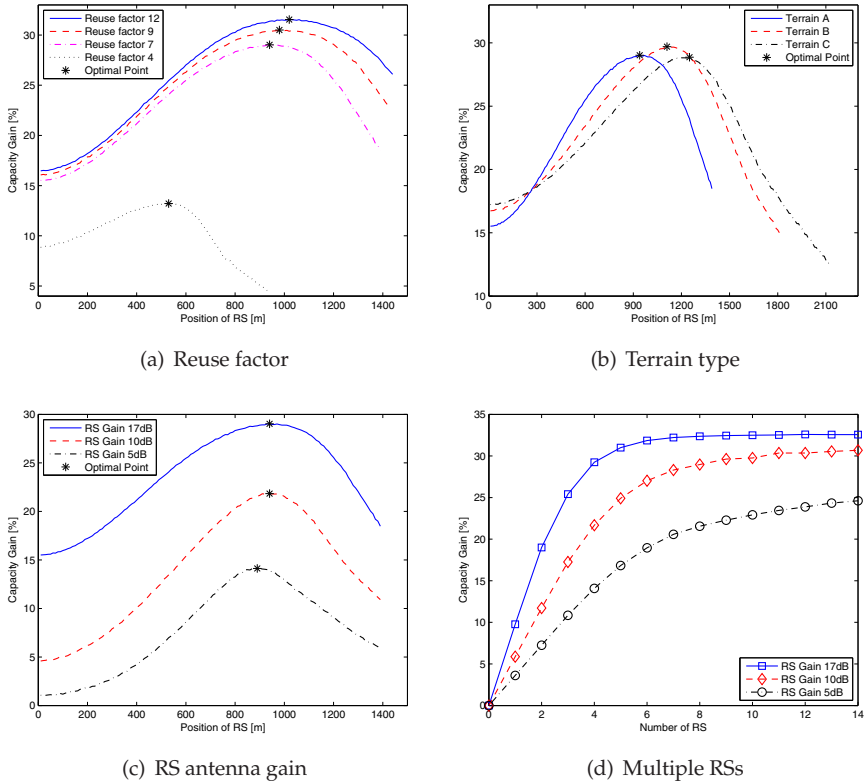 Reuse factor 12
Reuse factor 9
Reuse factor 7
Reuse factor 4
Optimal Point
Capacity Gain [%]
30
25
20
15
10
5
0 200 400 600 800 1000 1200 1400
Position of RS [m]
(a) Reuse factor
Terrain A
Terrain B
Terrain C
Optimal Point
Capacity Gain [%]
30
25
20
15
10
0 300 600 900 1200 1500 1800 2100
Position of RS [m]
(b) Terrain type
RS Gain 17dB
RS Gain 10dB
RS Gain 5dB
Optimal Point
Capacity Gain [%]
30
25
20
15
10
5
0
0 200 400 600 800 1000 1200 1400
Position of RS [m]
(c) RS antenna gain
Capacity Gain [%]
35
30
25
20
15
10
5
0
RS Gain 17dB
RS Gain 10dB
RS Gain 5dB
0 2 4 6 8 10 12 14
Number of RS
(d) Multiple RSs